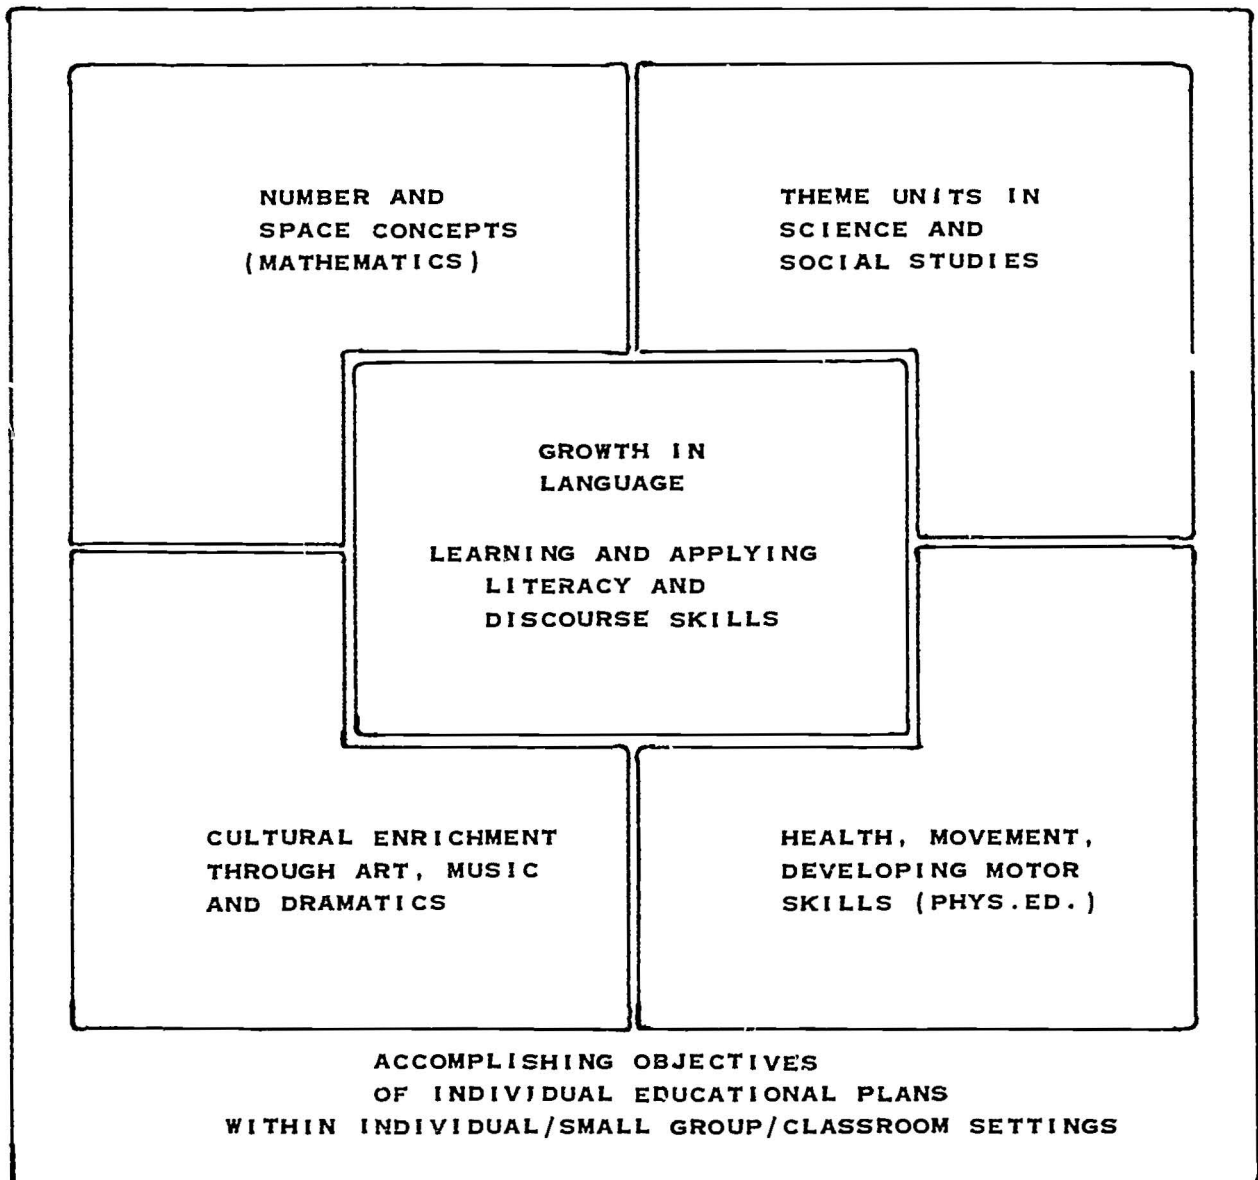 NUMBER AND
SPACE CONCEPTS
(MATHEMATICS)
THEME UNITS IN
SCIENCE AND
SOCIAL STUDIES
GROWTH IN
LANGUAGE
LEARNING AND APPLYING
LITERACY AND
DISCOURSE SKILLS
CULTURAL ENRICHMENT
THROUGH ART, MUSIC
AND DRAMATICS
HEALTH, MOVEMENT,
DEVELOPING MOTOR
SKILLS (PHYS.ED.)
ACCOMPLISHING OBJECTIVES
OF INDIVIDUAL EDUCATIONAL PLANS
WITHIN INDIVIDUAL/SMALL GROUP/CLASSROOM SETTINGS